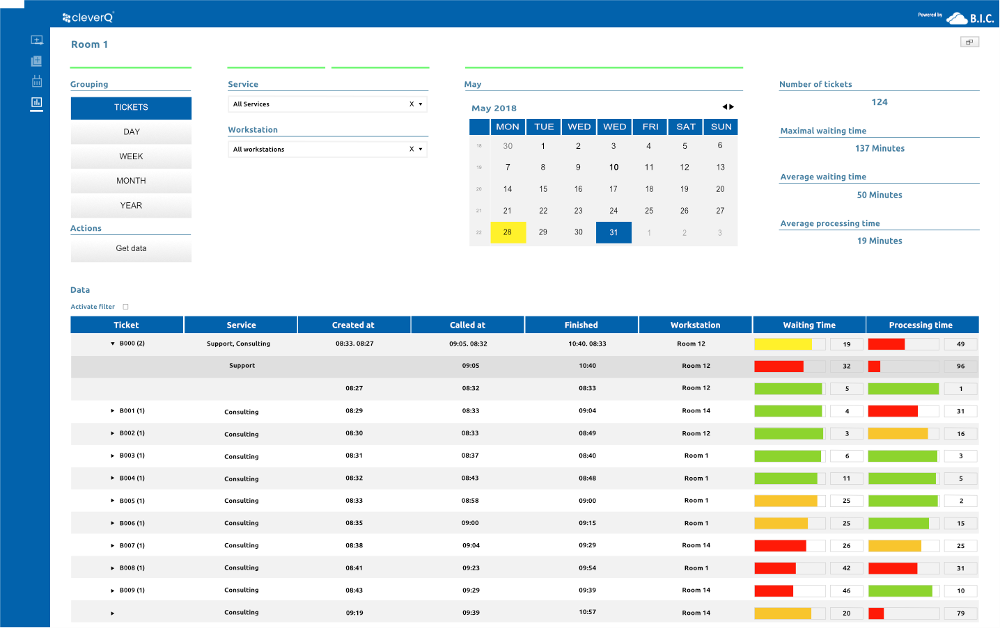 cleverQ
Powered by B.I.C.
Room 1
Grouping
TICKETS
DAY
WEEK
MONTH
YEAR
Actions
Get data
Service
All Services X
Workstation
All workstations X
May
May 2018
MON TUE WED WED FRI SAT SUN
18 30 1 2 3 4 5 6
19 7 8 9 10 11 12 13
20 14 15 16 17 18 19 20
21 21 22 23 24 25 26 27
22 28 29 30 31 1 2 3
Number of tickets
124
Maximal waiting time
137 Minutes
Average waiting time
50 Minutes
Average processing time
19 Minutes
Data
Activate filter
Ticket Service Created at Called at Finished Workstation Waiting Time Processing time
B000 (2) Support, Consulting 08:33. 08:27 09:05. 08:32 10:40. 08:33 Room 12 19 49
Support 09:05 10:40 Room 12 32 96
08:27 08:32 08:33 Room 12 5 1
B001 (1) Consulting 08:29 08:33 09:04 Room 14 4 31
B002 (1) Consulting 08:30 08:33 08:49 Room 12 3 16
B003 (1) Consulting 08:31 08:37 08:40 Room 1 6 3
B004 (1) Consulting 08:32 08:43 08:48 Room 1 11 5
B005 (1) Consulting 08:33 08:58 09:00 Room 1 25 2
B006 (1) Consulting 08:35 09:00 09:15 Room 1 25 15
B007 (1) Consulting 08:38 09:04 09:29 Room 14 26 25
B008 (1) Consulting 08:41 09:23 09:54 Room 1 42 31
B009 (1) Consulting 08:43 09:29 09:39 Room 14 46 10
Consulting 09:19 09:39 10:57 Room 14 20 79